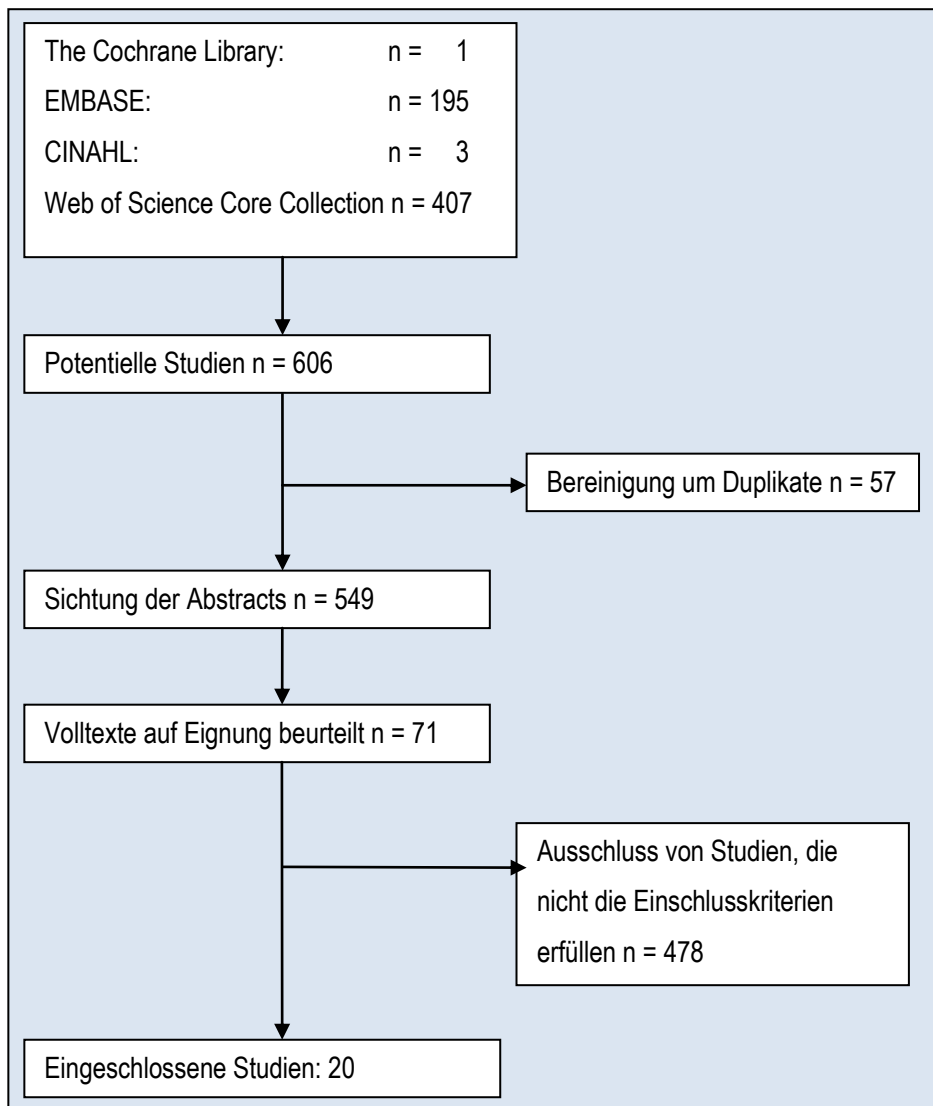 The Cochrane Library: n = 1
EMBASE: n = 195
CINAHL: n = 3
Web of Science Core Collection n = 407
Potentielle Studien n = 606
Bereinigung um Duplikate n = 57
Sichtung der Abstracts n = 549
Volltexte auf Eignung beurteilt n = 71
Ausschluss von Studien, die
nicht die Einschlusskriterien
erfüllen n = 478
Eingeschlossene Studien: 20